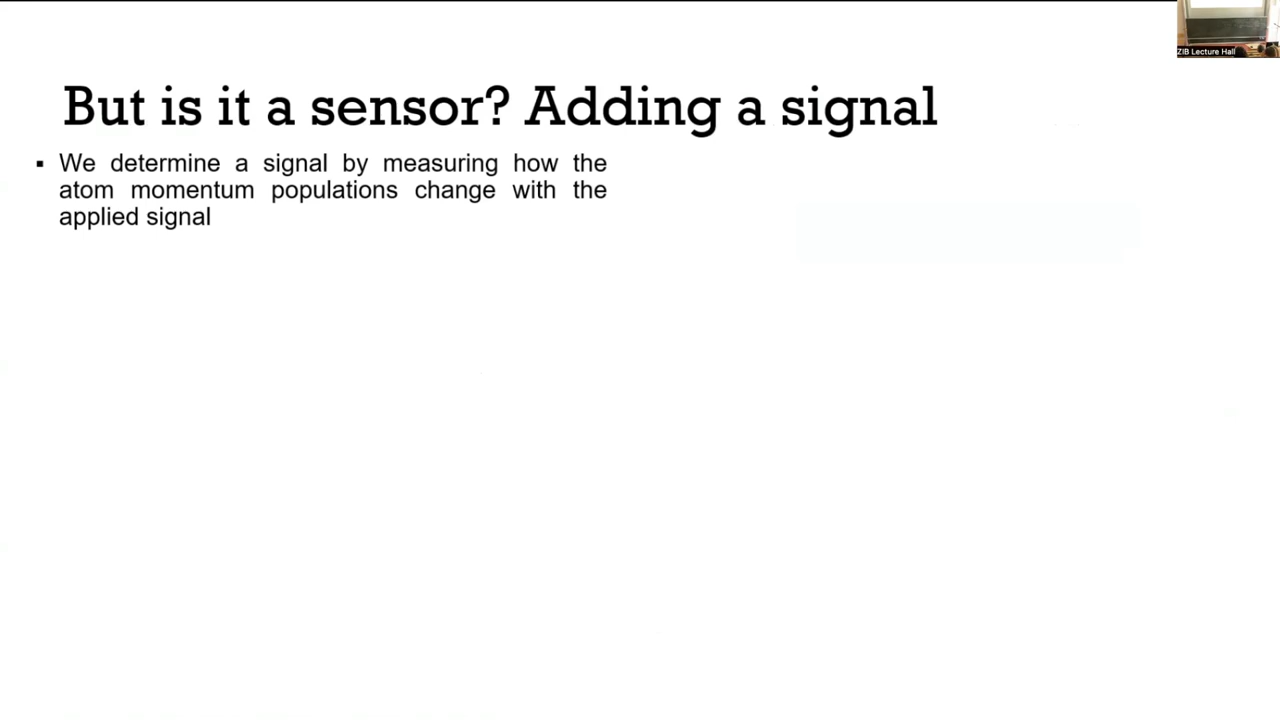 ZIB Lecture Hall
But is it a sensor? Adding a signal
▪ We determine a signal by measuring how the
atom momentum populations change with the
applied signal